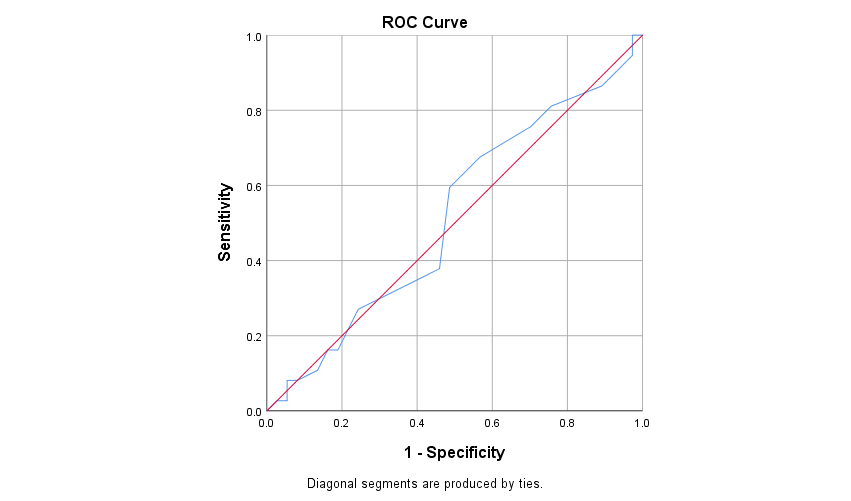 ROC Curve
1.0
0.8
0.6
0.4
0.2
0.0
Sensitivity
0.0 0.2 0.4 0.6 0.8 1.0
1 - Specificity
Diagonal segments are produced by ties.